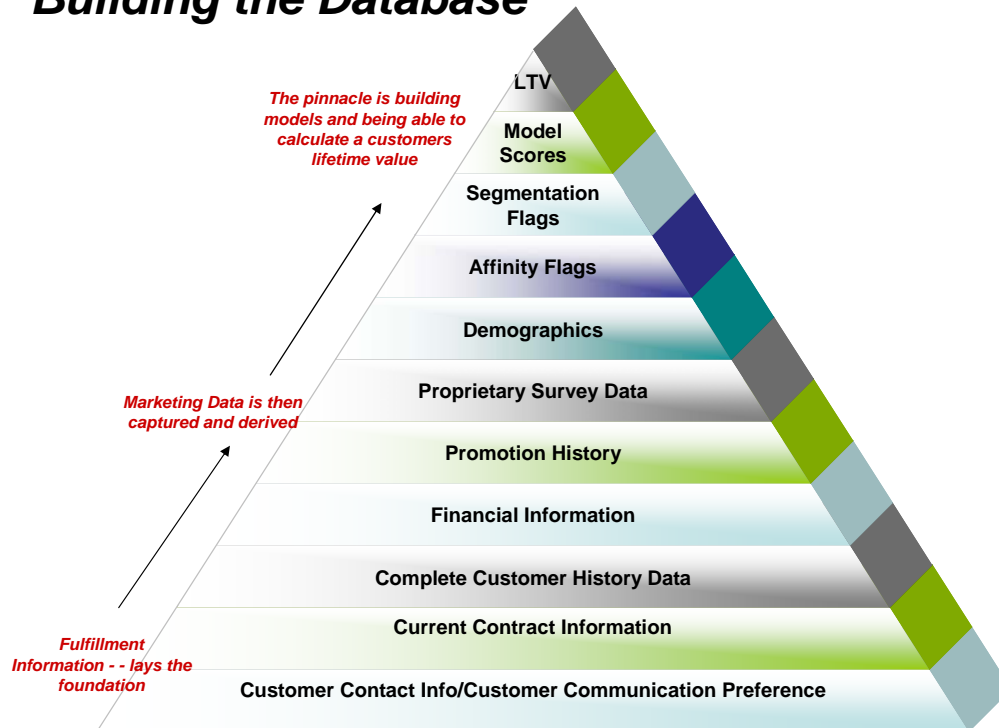 Building the Database
LTV
The pinnacle is building
models and being able to
calculate a customers
lifetime value
Model
Scores
Segmentation
Flags
Affinity Flags
Demographics
Proprietary Survey Data
Marketing Data is then
captured and derived
Promotion History
Financial Information
Complete Customer History Data
Current Contract Information
Fulfillment
Information - - lays the
foundation
Customer Contact Info/Customer Communication Preference